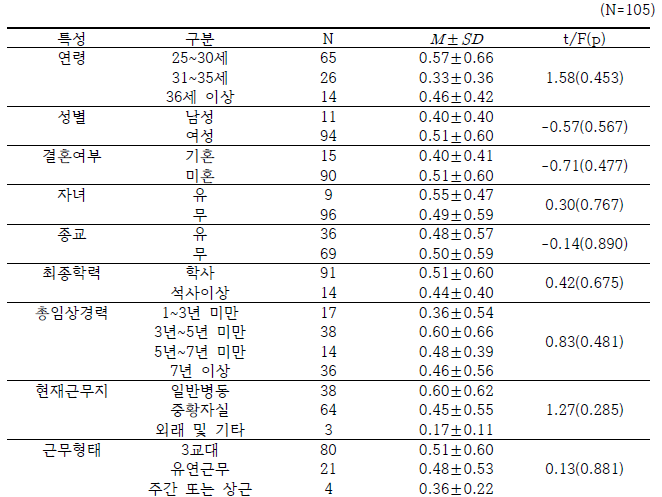 (N=105)
특성 구분 N M±SD t/F(p)
연령 25~30세 65 0.57±0.66 1.58(0.453)
31~35세 26 0.33±0.36
36세 이상 14 0.46±0.42
성별 남성 11 0.40±0.40 -0.57(0.567)
여성 94 0.51±0.60
결혼여부 기혼 15 0.40±0.41 -0.71(0.477)
미혼 90 0.51±0.60
자녀 유 9 0.55±0.47 0.30(0.767)
무 96 0.49±0.59
종교 유 36 0.48±0.57 -0.14(0.890)
무 69 0.50±0.59
최종학력 학사 91 0.51±0.60 0.42(0.675)
석사이상 14 0.44±0.40
총임상경력 1~3년 미만 17 0.36±0.54 0.83(0.481)
3년~5년 미만 38 0.60±0.66
5년~7년 미만 14 0.48±0.39
7년 이상 36 0.46±0.56
현재근무지 일반병동 38 0.60±0.62 1.27(0.285)
중황자실 64 0.45±0.55
외래 및 기타 3 0.17±0.11
근무형태 3교대 80 0.51±0.60 0.13(0.881)
유연근무 21 0.48±0.53
주간 또는 상근 4 0.36±0.22